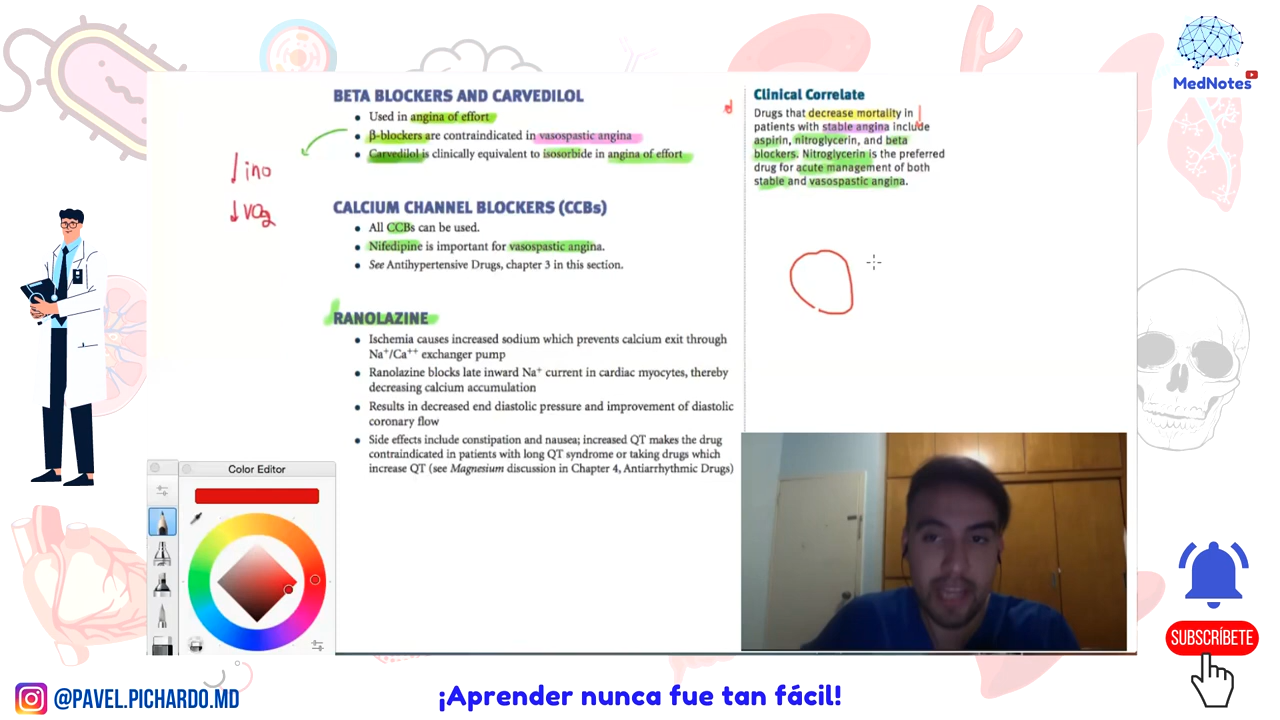 MedNotes
BETA BLOCKERS AND CARVEDILOL
• Used in angina of effort
• β-blockers are contraindicated in vasospastic angina
• Carvedilol is clinically equivalent to isosorbide in angina of effort
↓ ino
↓ VO2
CALCIUM CHANNEL BLOCKERS (CCBs)
• All CCBs can be used.
• Nifedipine is important for vasospastic angina.
• See Antihypertensive Drugs, chapter 3 in this section.
RANOLAZINE
• Ischemia causes increased sodium which prevents calcium exit through
Na+/Ca++ exchanger pump
• Ranolazine blocks late inward Na+ current in cardiac myocytes, thereby
decreasing calcium accumulation
• Results in decreased end diastolic pressure and improvement of diastolic
coronary flow
• Side effects include constipation and nausea; increased QT makes the drug
contraindicated in patients with long QT syndrome or taking drugs which
increase QT (see Magnesium discussion in Chapter 4, Antiarrhythmic Drugs)
Clinical Correlate
Drugs that decrease mortality in
patients with stable angina include
aspirin, nitroglycerin, and beta
blockers. Nitroglycerin is the preferred
drug for acute management of both
stable and vasospastic angina.
Color Editor
SUBSCRÍBETE
@PAVEL.PICHARDO.MD
¡Aprender nunca fue tan fácil!